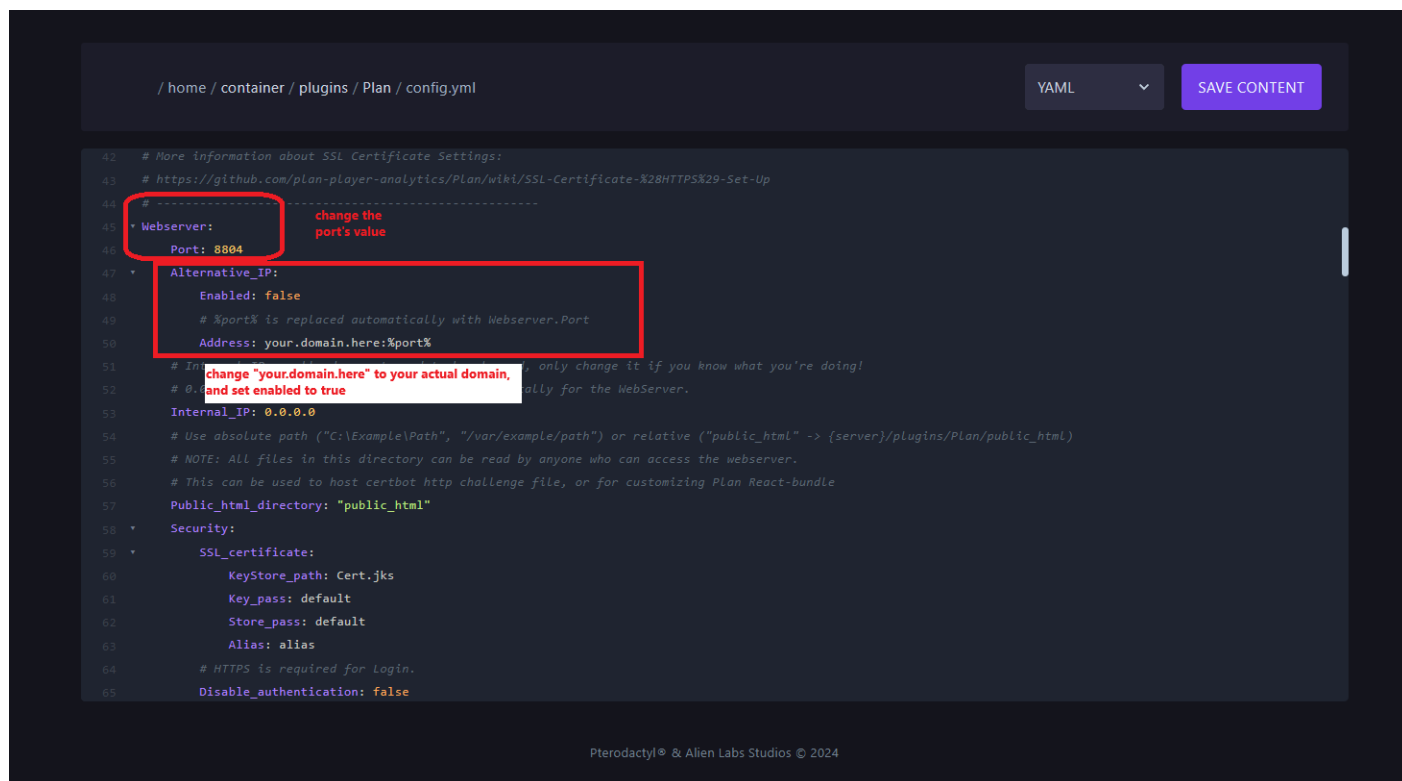 / home / container / plugins / Plan / config.yml
YAML
SAVE CONTENT
42 # More information about SSL Certificate Settings:
43 # https://github.com/plan-player-analytics/Plan/wiki/SSL-Certificate-%28HTTPS%29-Set-Up
44 # -----------------------------------------------------
45 Webserver:
change the
port's value
46 Port: 8804
47 Alternative_IP:
48 Enabled: false
49 # %port% is replaced automatically with Webserver.Port
50 Address: your.domain.here:%port%
51 # , only change it if you know what you're doing!
change "your.domain.here" to your actual domain,
and set enabled to true
52 # for the WebServer.
53 Internal_IP: 0.0.0.0
54 # Use absolute path ("C:\Example\Path", "/var/example/path") or relative ("public_html" -> {server}/plugins/Plan/public_html)
55 # NOTE: All files in this directory can be read by anyone who can access the webserver.
56 # This can be used to host certbot http challenge file, or for customizing Plan React-bundle
57 Public_html_directory: "public_html"
58 Security:
59 SSL_certificate:
60 KeyStore_path: Cert.jks
61 Key_pass: default
62 Store_pass: default
63 Alias: alias
64 # HTTPS is required for Login.
65 Disable_authentication: false
Pterodactyl® & Alien Labs Studios © 2024